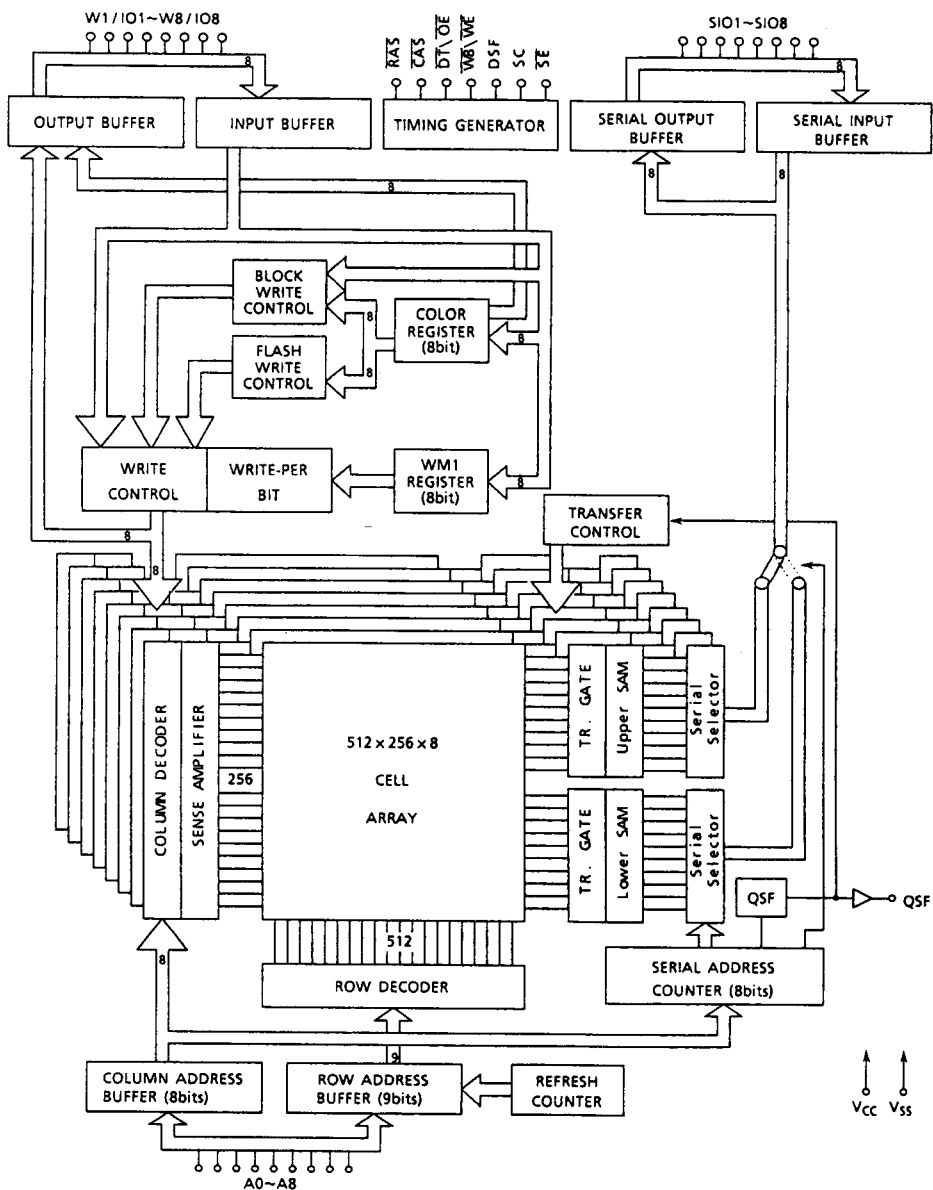 W1/IO1~W8/IO8
SIO1~SIO8
RAS
CAS
DT\OE
WB\WE
DSF
SC
SE
8
8
OUTPUT BUFFER
INPUT BUFFER
TIMING GENERATOR
SERIAL OUTPUT
BUFFER
SERIAL INPUT
BUFFER
8
8
8
BLOCK
WRITE
CONTROL
8
COLOR
REGISTER
(8bit)
8
FLASH
WRITE
CONTROL
8
WRITE
CONTROL
WRITE-PER
BIT
WM1
REGISTER
(8bit)
8
TRANSFER
CONTROL
8
8
COLUMN DECODER
SENSE AMPLIFIER
256
512x256x8
CELL
ARRAY
TR. GATE
Upper SAM
Serial
Selector
TR. GATE
Lower SAM
Serial
Selector
QSF
QSF
512
ROW DECODER
8
SERIAL ADDRESS
COUNTER (8bits)
9
COLUMN ADDRESS
BUFFER (8bits)
ROW ADDRESS
BUFFER (9bits)
REFRESH
COUNTER
VCC
VSS
A0~A8